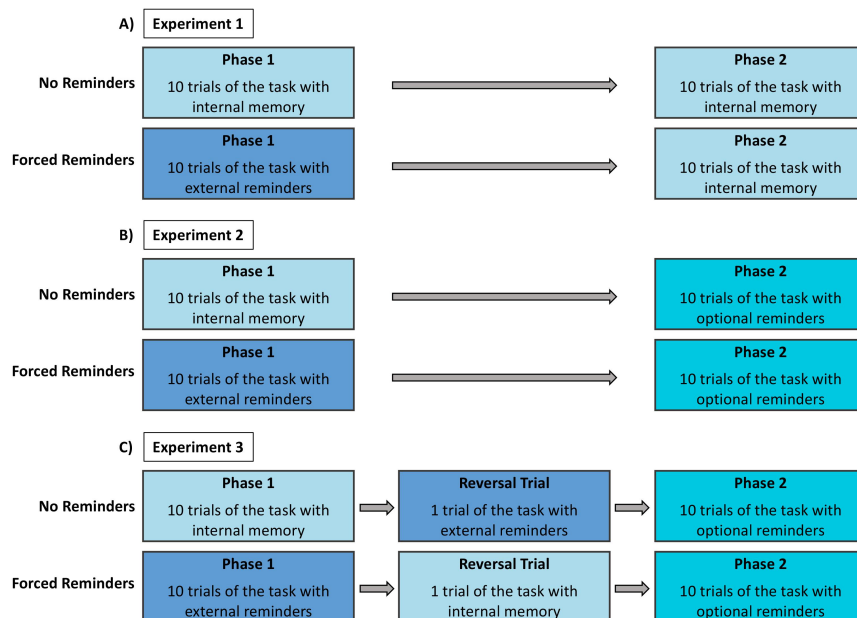 A) Experiment 1
No Reminders
Phase 1
10 trials of the task with
internal memory
Phase 2
10 trials of the task with
internal memory
Forced Reminders
Phase 1
10 trials of the task with
external reminders
Phase 2
10 trials of the task with
internal memory
B) Experiment 2
No Reminders
Phase 1
10 trials of the task with
internal memory
Phase 2
10 trials of the task with
optional reminders
Forced Reminders
Phase 1
10 trials of the task with
external reminders
Phase 2
10 trials of the task with
optional reminders
C) Experiment 3
No Reminders
Phase 1
10 trials of the task with
internal memory
Reversal Trial
1 trial of the task with
external reminders
Phase 2
10 trials of the task with
optional reminders
Forced Reminders
Phase 1
10 trials of the task with
external reminders
Reversal Trial
1 trial of the task with
internal memory
Phase 2
10 trials of the task with
optional reminders